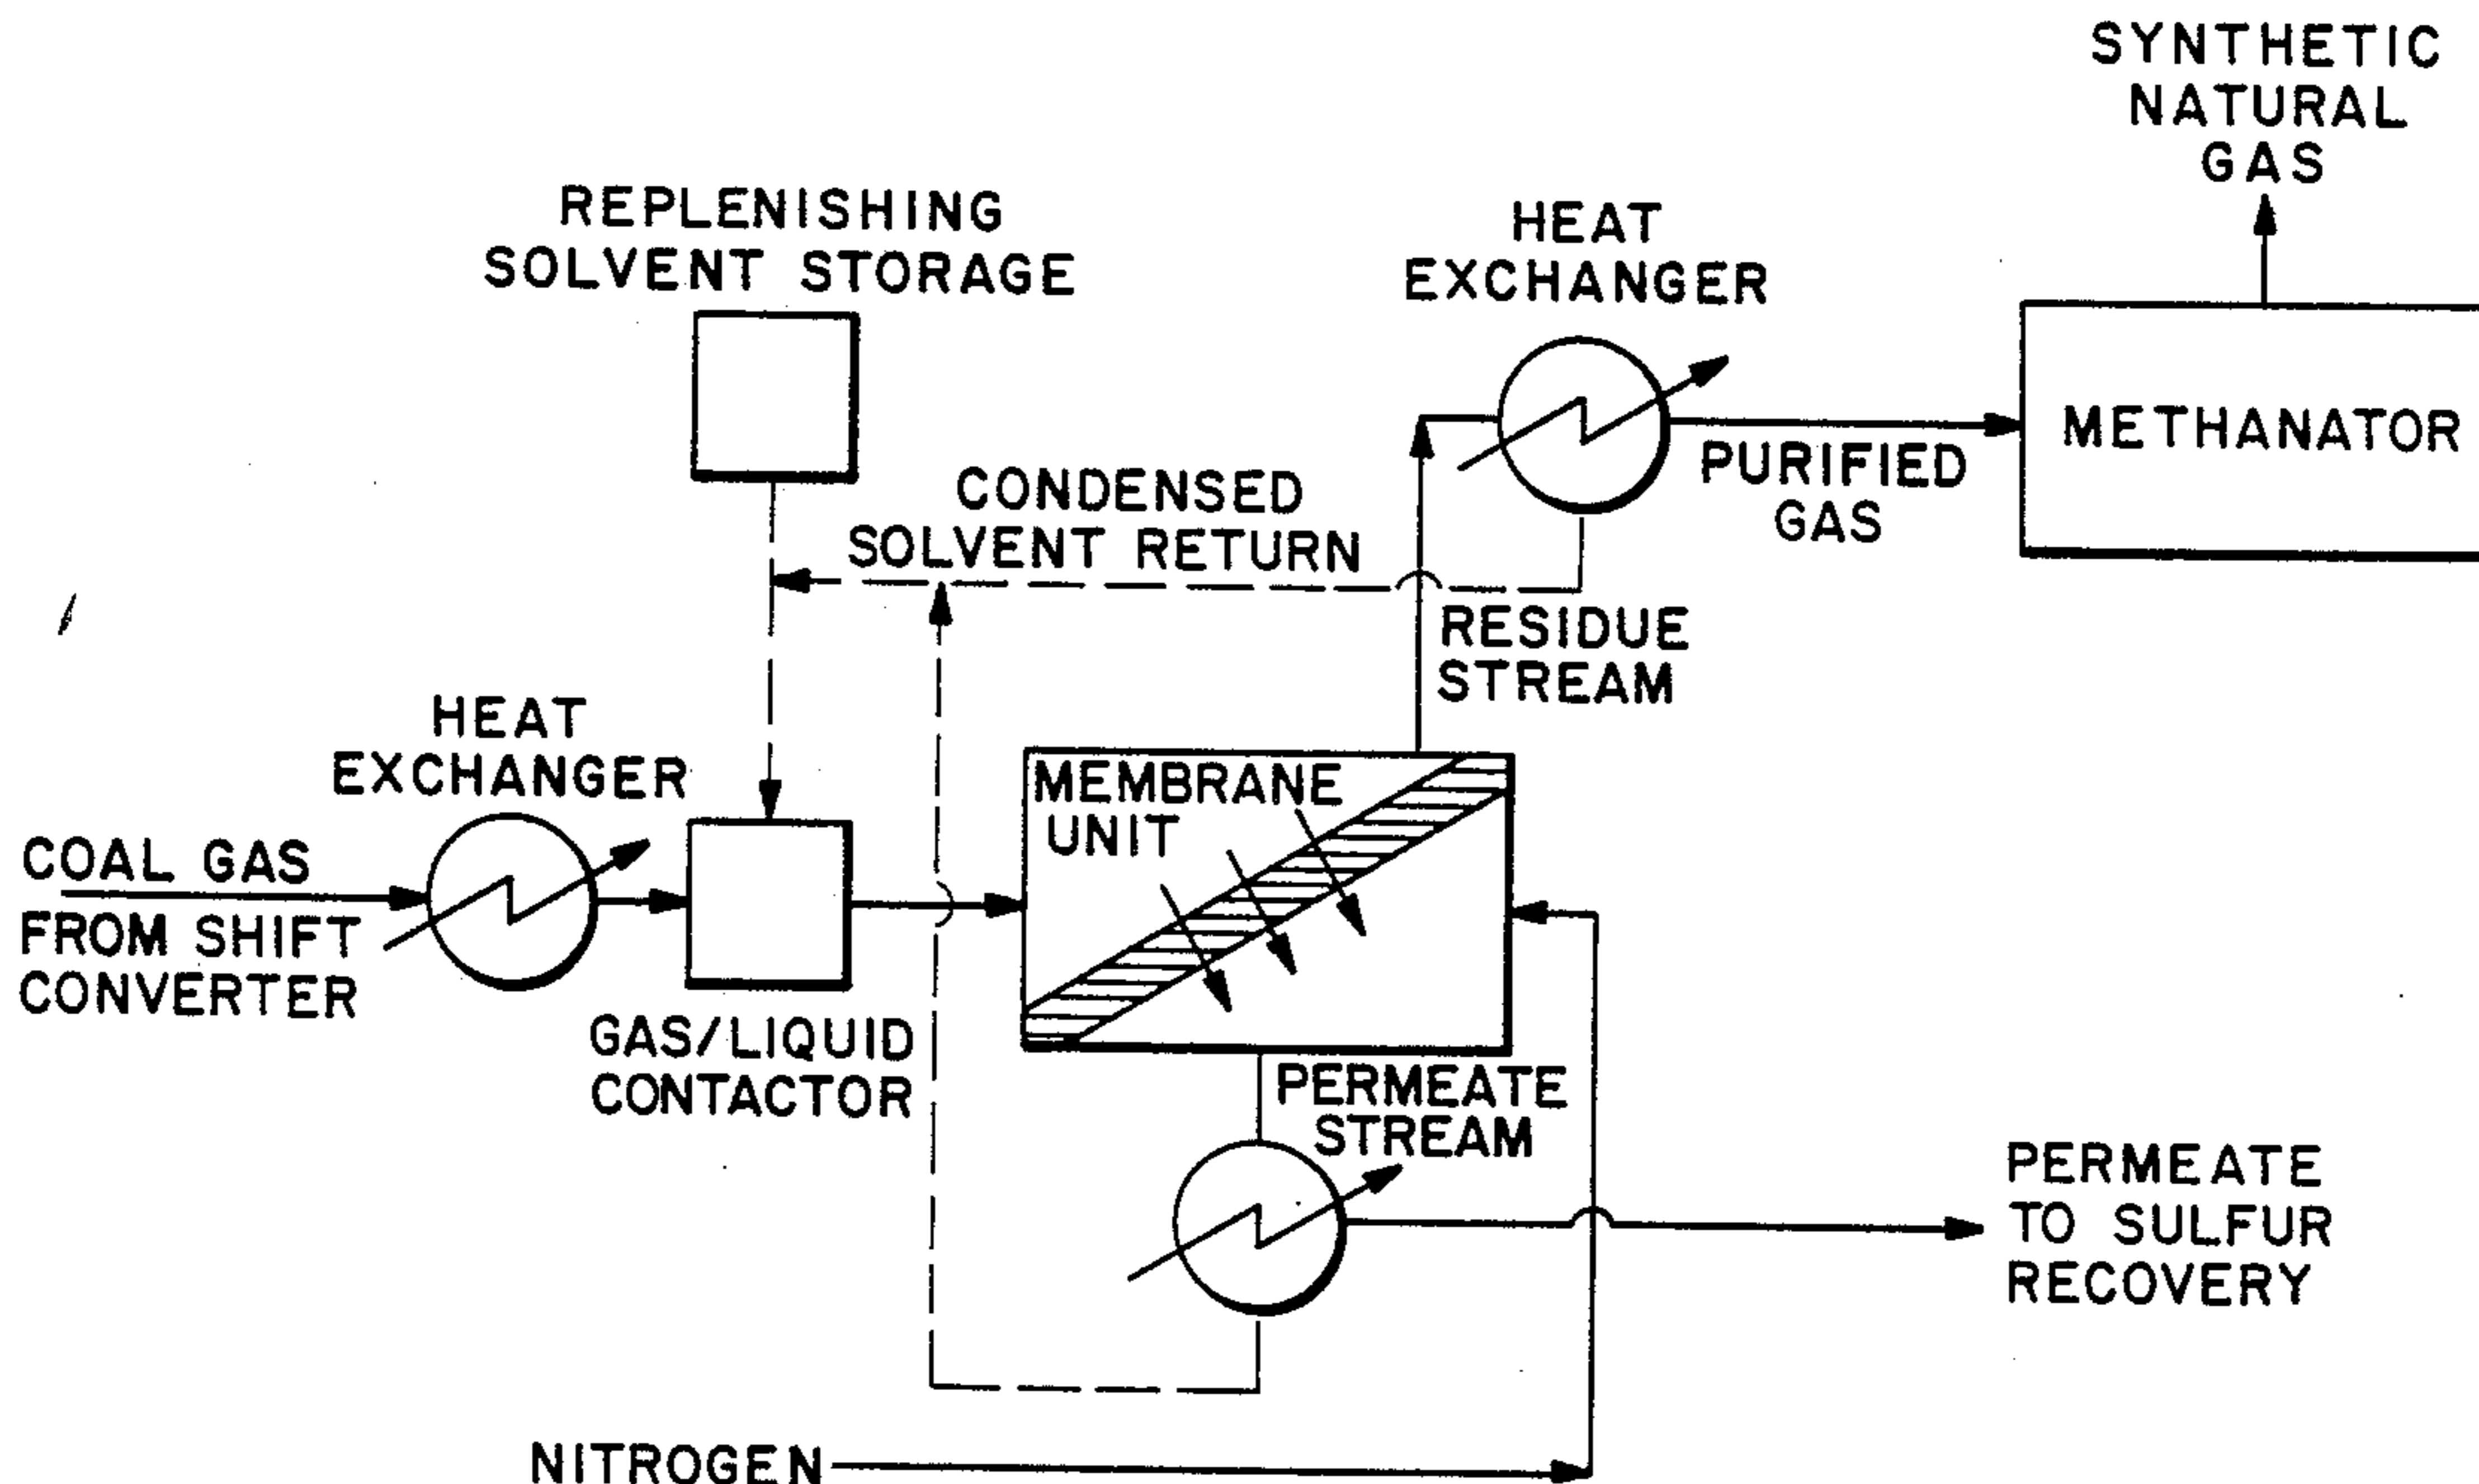 SYNTHETIC
NATURAL
GAS
REPLENISHING
SOLVENT STORAGE
HEAT
EXCHANGER
METHANATOR
PURIFIED
GAS
CONDENSED
SOLVENT RETURN
RESIDUE
STREAM
HEAT
EXCHANGER
MEMBRANE
UNIT
COAL GAS
FROM SHIFT
CONVERTER
GAS/LIQUID
CONTACTOR
PERMEATE
STREAM
PERMEATE
TO SULFUR
RECOVERY
NITROGEN